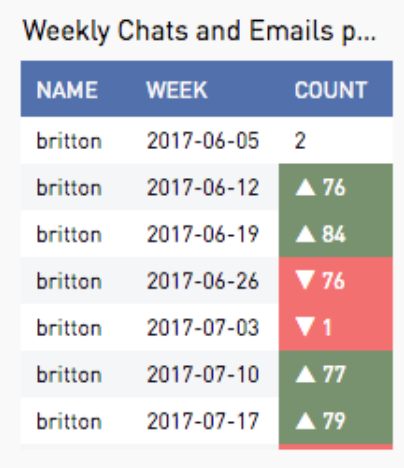 Weekly Chats and Emails p...
NAME WEEK COUNT
britton 2017-06-05 2
britton 2017-06-12 ▲ 76
britton 2017-06-19 ▲ 84
britton 2017-06-26 ▼ 76
britton 2017-07-03 ▼ 1
britton 2017-07-10 ▲ 77
britton 2017-07-17 ▲ 79